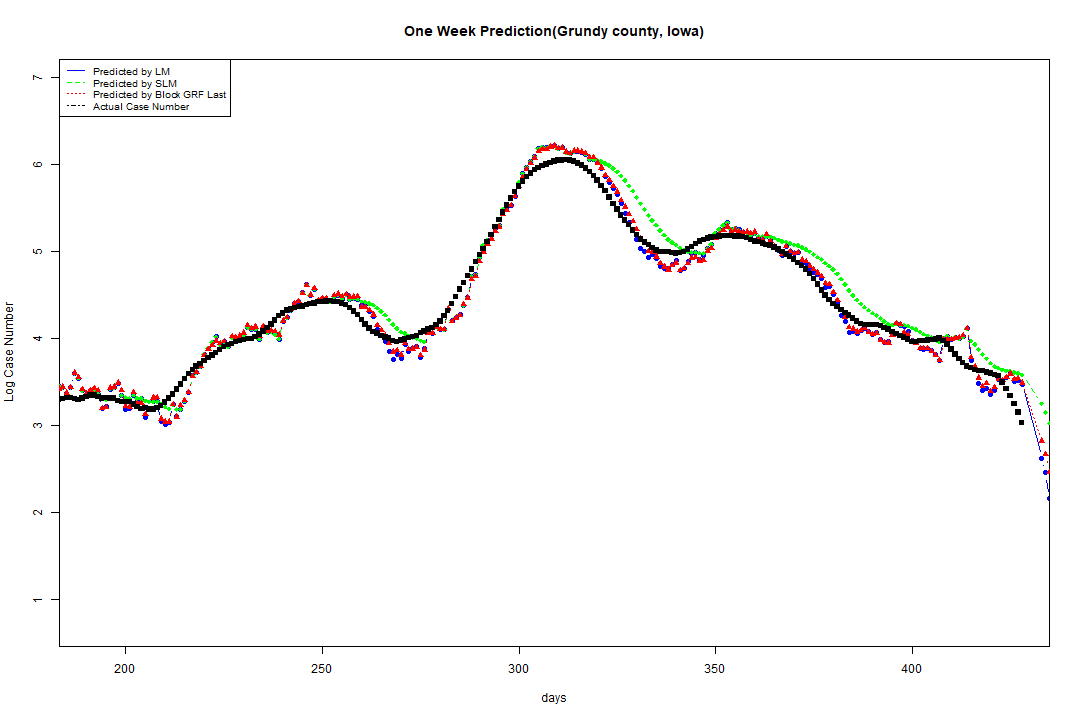 One Week Prediction(Grundy county, Iowa)
Predicted by LM
Predicted by SLM
Predicted by Block GRF Last
Actual Case Number
7
6
5
4
3
2
1
Log Case Number
200 250 300 350 400
days